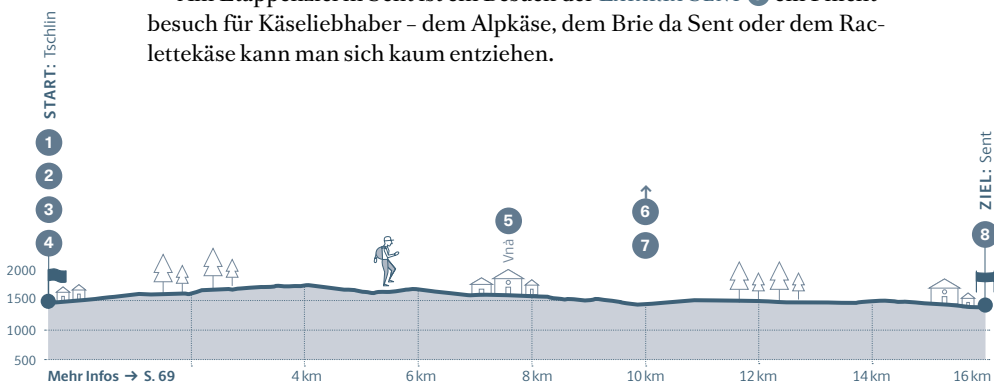 besuch für Käseliebhaber – dem Alpkäse, dem Brie da Sent oder dem Rac-
lettekäse kann man sich kaum entziehen.
START: Tschlin
1
2
3
4
5
Vnà
6
7
ZIEL: Sent
8
2000
1500
1000
500
Mehr Infos → S. 69
4 km
6 km
8 km
10 km
12 km
14 km
16 km